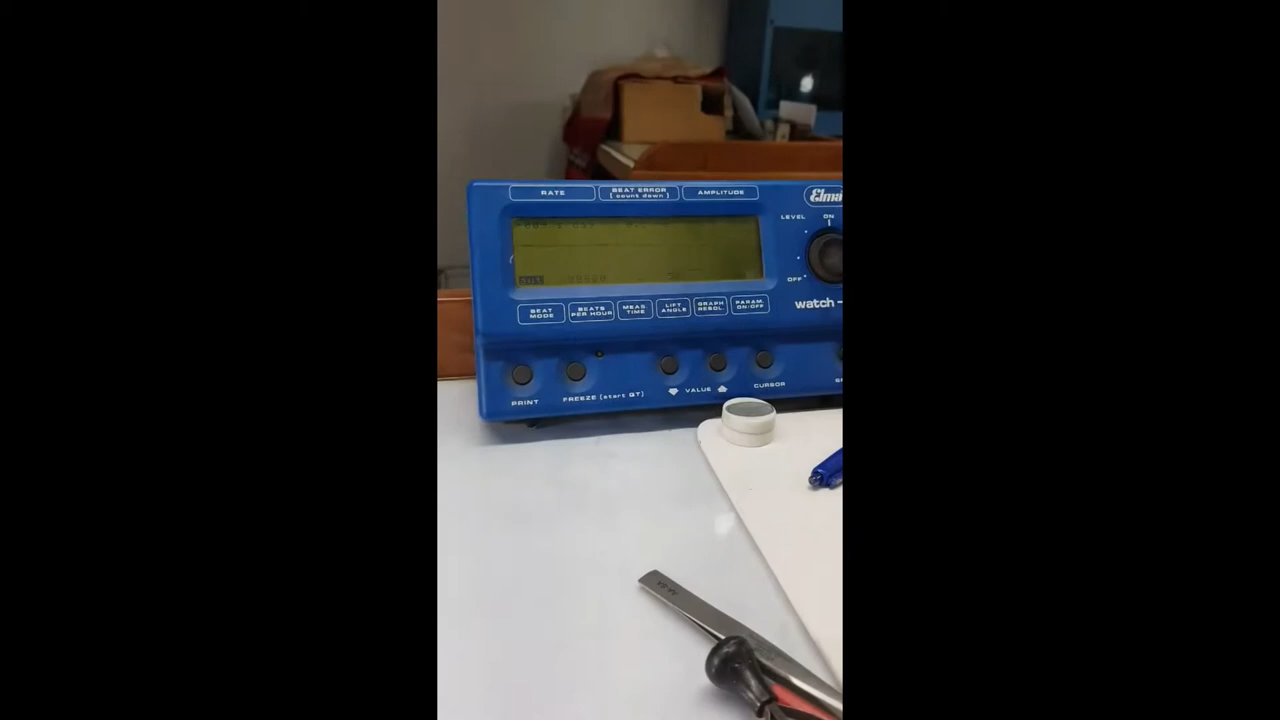 RATE
BEAT ERROR
[ count down ]
AMPLITUDE
Elma
LEVEL
ON
OFF
watch -
BEAT
MODE
BEATS
PER HOUR
MEAS.
TIME
LIFT
ANGLE
GRAPH
RESOL.
PARAM.
ON/OFF
PRINT
FREEZE [start QT]
VALUE
CURSOR